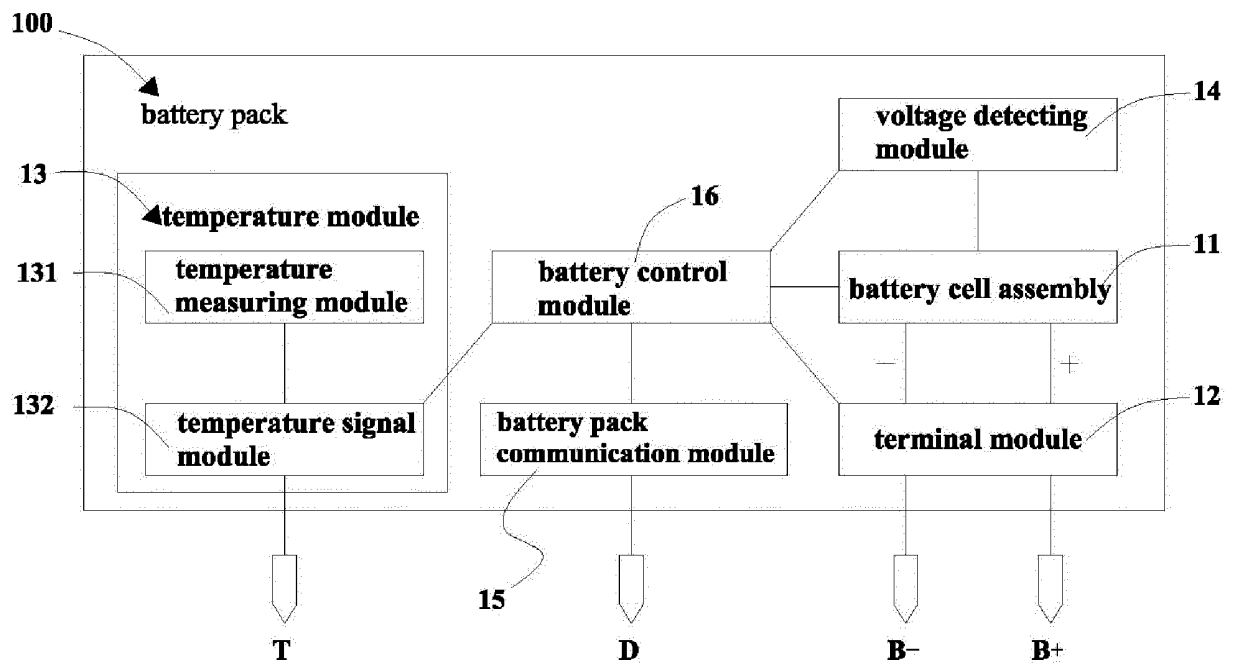 100
battery pack
14
voltage detecting
module
13
temperature module
16
131
temperature
measuring module
battery control
module
11
battery cell assembly
−
+
132
temperature signal
module
battery pack
communication module
12
terminal module
15
T
D
B−
B+